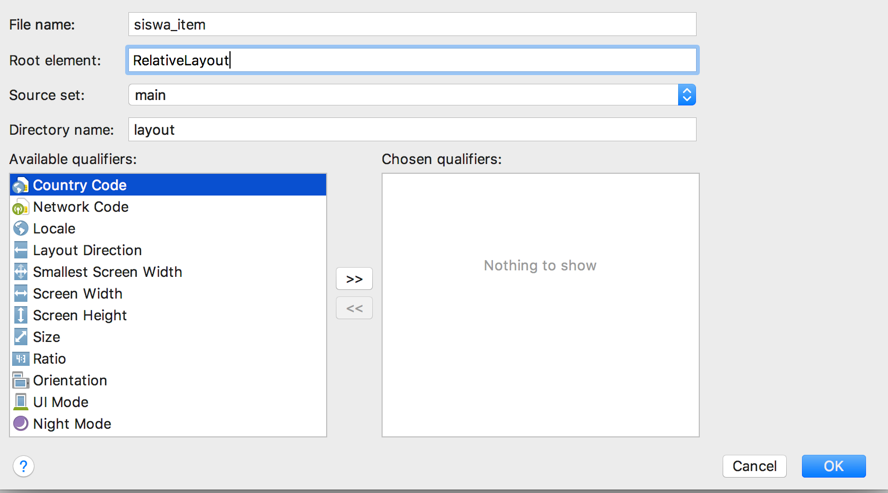 File name: siswa_item
Root element: RelativeLayout
Source set: main
Directory name: layout
Available qualifiers:
Chosen qualifiers:
Country Code
Network Code
Locale
Layout Direction
Smallest Screen Width
Screen Width
Screen Height
Size
Ratio
Orientation
UI Mode
Night Mode
>>
<<
Nothing to show
?
Cancel
OK